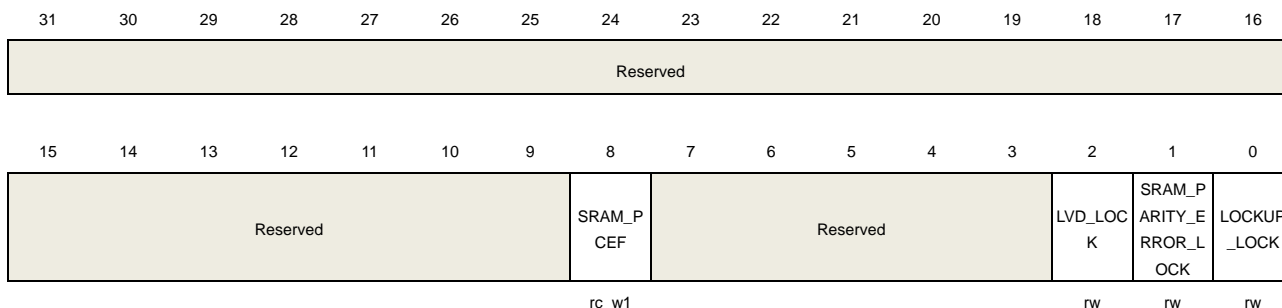 31 30 29 28 27 26 25 24 23 22 21 20 19 18 17 16
Reserved
15 14 13 12 11 10 9 8 7 6 5 4 3 2 1 0
Reserved
SRAM_P
CEF
Reserved
LVD_LOC
K
SRAM_P
ARITY_E
RROR_L
OCK
LOCKUP
_LOCK
rc_w1 rw rw rw